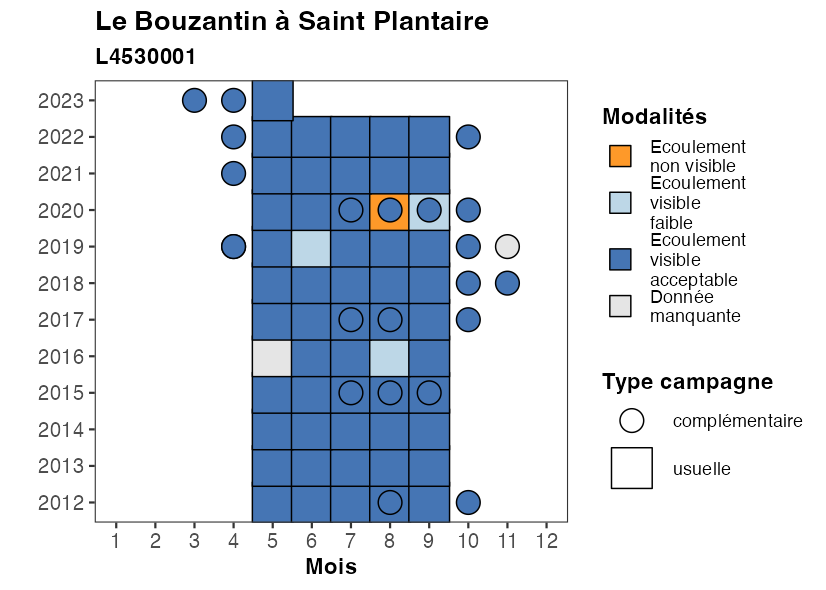 Le Bouzantin à Saint Plantaire
L4530001
2023
2022
2021
2020
2019
2018
2017
2016
2015
2014
2013
2012
1 2 3 4 5 6 7 8 9 10 11 12
Mois
Modalités
Ecoulement
non visible
Ecoulement
visible
faible
Ecoulement
visible
acceptable
Donnée
manquante
Type campagne
complémentaire
usuelle